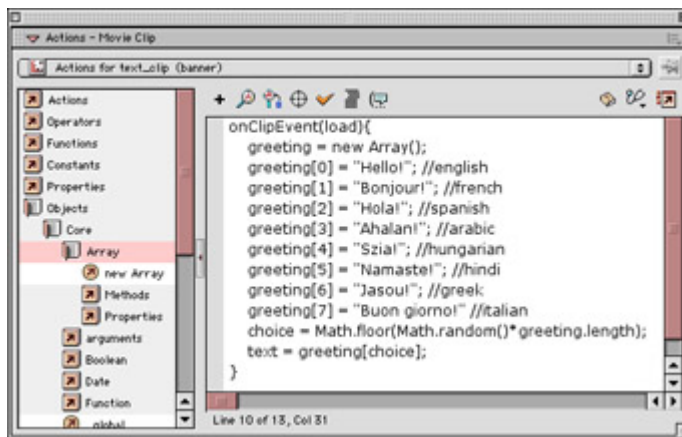 Actions - Movie Clip
Actions for text_clip (banner)
Actions
Operators
Functions
Constants
Properties
Objects
Core
Array
new Array
Methods
Properties
arguments
Boolean
Date
Function
_global
onClipEvent(load){
greeting = new Array();
greeting[0] = "Hello!"; //english
greeting[1] = "Bonjour!"; //french
greeting[2] = "Hola!"; //spanish
greeting[3] = "Ahalan!"; //arabic
greeting[4] = "Szia!"; //hungarian
greeting[5] = "Namaste!"; //hindi
greeting[6] = "Jasou!"; //greek
greeting[7] = "Buon giorno!" //italian
choice = Math.floor(Math.random()*greeting.length);
text = greeting[choice];
}
Line 10 of 13, Col 31